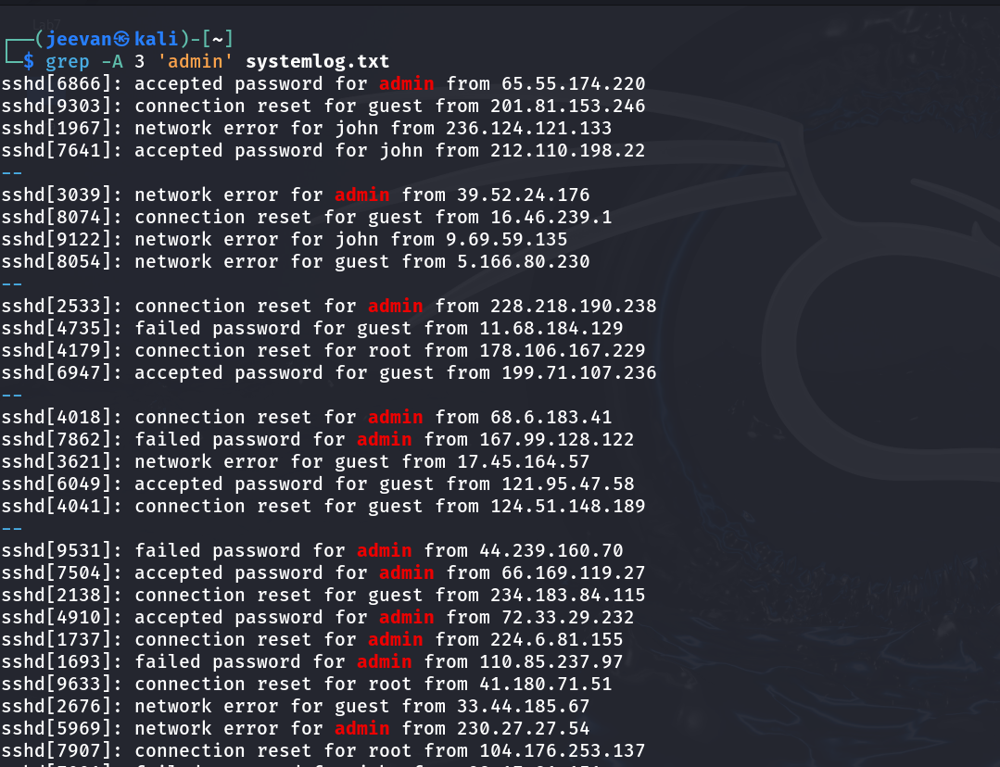 (jeevan㉿kali)-[~]
$ grep -A 3 'admin' systemlog.txt
sshd[6866]: accepted password for admin from 65.55.174.220
sshd[9303]: connection reset for guest from 201.81.153.246
sshd[1967]: network error for john from 236.124.121.133
sshd[7641]: accepted password for john from 212.110.198.22
--
sshd[3039]: network error for admin from 39.52.24.176
sshd[8074]: connection reset for guest from 16.46.239.1
sshd[9122]: network error for john from 9.69.59.135
sshd[8054]: network error for guest from 5.166.80.230
--
sshd[2533]: connection reset for admin from 228.218.190.238
sshd[4735]: failed password for guest from 11.68.184.129
sshd[4179]: connection reset for root from 178.106.167.229
sshd[6947]: accepted password for guest from 199.71.107.236
--
sshd[4018]: connection reset for admin from 68.6.183.41
sshd[7862]: failed password for admin from 167.99.128.122
sshd[3621]: network error for guest from 17.45.164.57
sshd[6049]: accepted password for guest from 121.95.47.58
sshd[4041]: connection reset for guest from 124.51.148.189
--
sshd[9531]: failed password for admin from 44.239.160.70
sshd[7504]: accepted password for admin from 66.169.119.27
sshd[2138]: connection reset for guest from 234.183.84.115
sshd[4910]: accepted password for admin from 72.33.29.232
sshd[1737]: connection reset for admin from 224.6.81.155
sshd[1693]: failed password for admin from 110.85.237.97
sshd[9633]: connection reset for root from 41.180.71.51
sshd[2676]: network error for guest from 33.44.185.67
sshd[5969]: network error for admin from 230.27.27.54
sshd[7907]: connection reset for root from 104.176.253.137